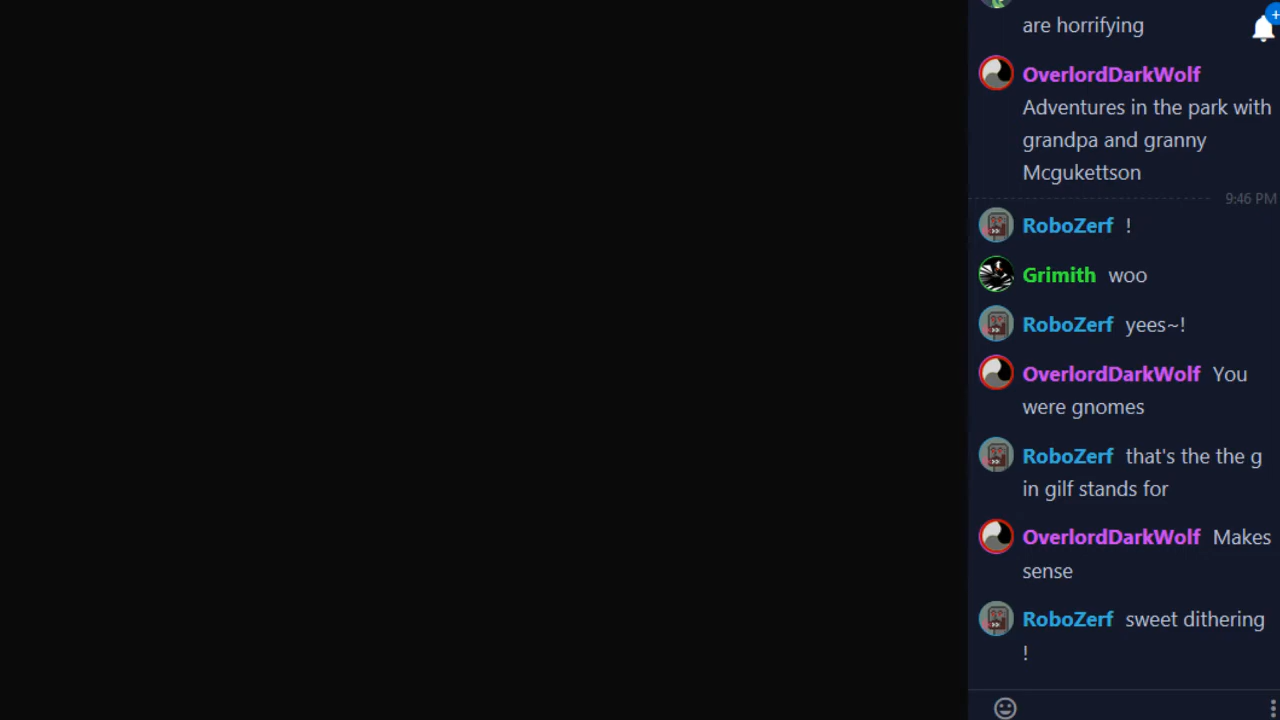 are horrifying
OverlordDarkWolf
Adventures in the park with
grandpa and granny
Mcgukettson
9:46 PM
RoboZerf !
Grimith woo
RoboZerf yees~!
OverlordDarkWolf You
were gnomes
RoboZerf that's the the g
in gilf stands for
OverlordDarkWolf Makes
sense
RoboZerf sweet dithering
!